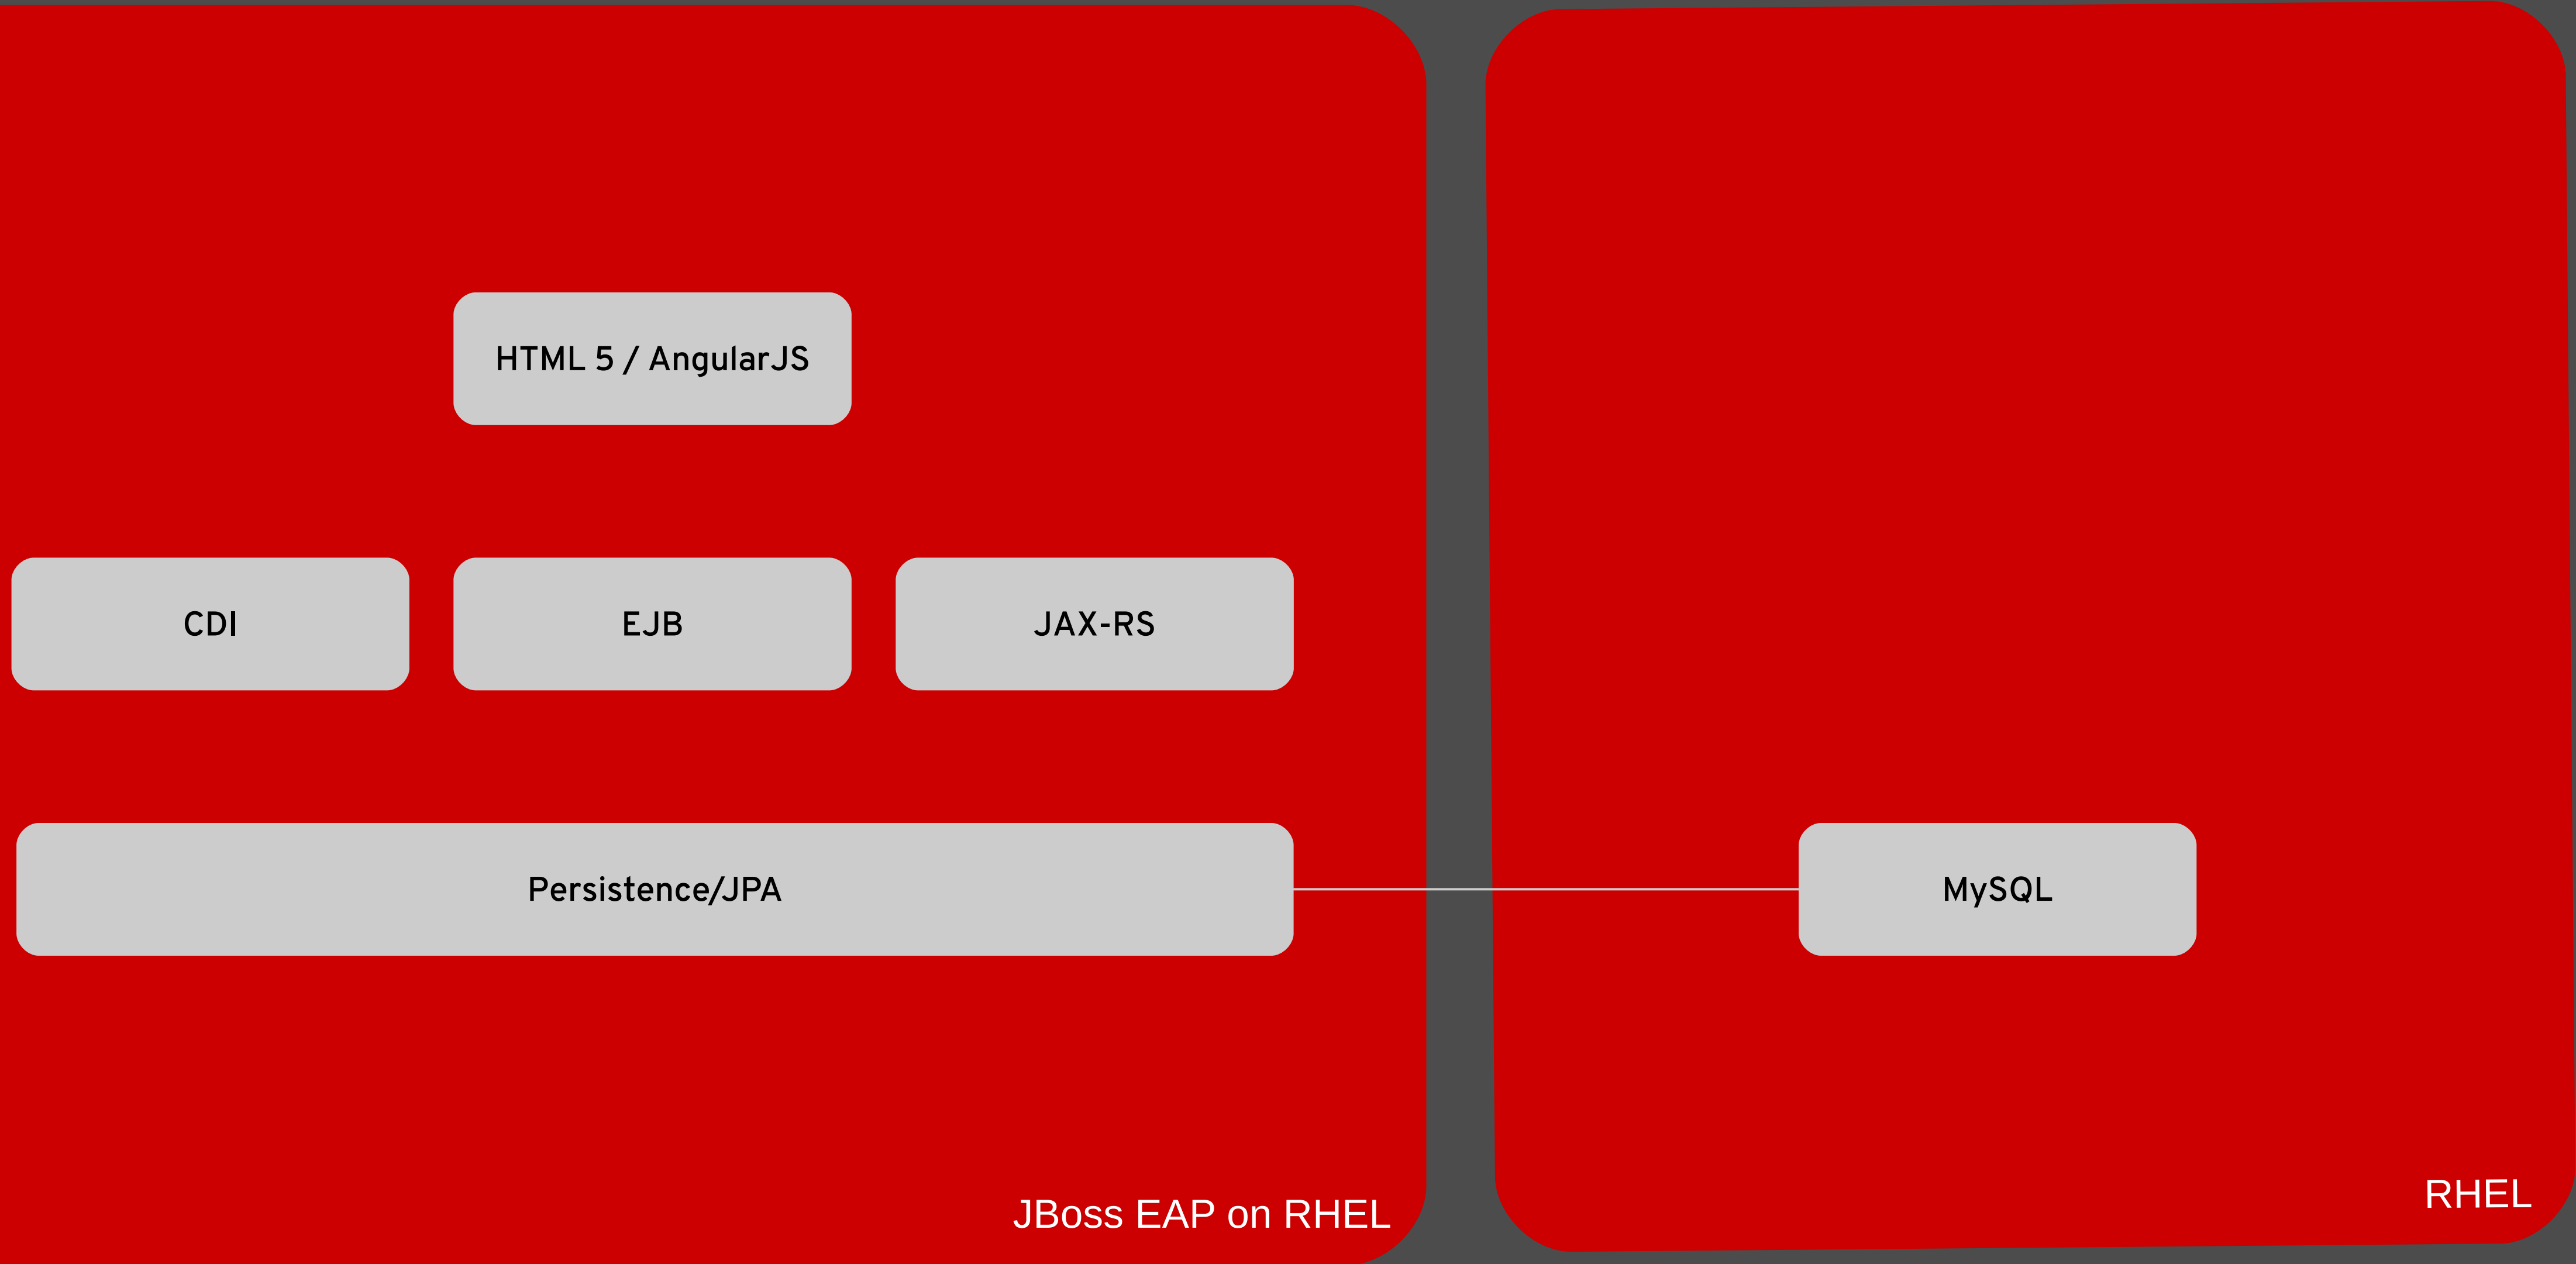 HTML 5 / AngularJS
CDI
EJB
JAX-RS
Persistence/JPA
MySQL
JBoss EAP on RHEL
RHEL